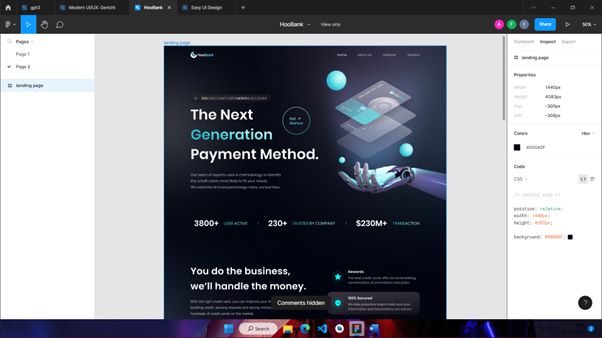 gpt3
Modern UI/UX: Gericht
HooBank
Easy UI/UX Design
HooBank
View only
A
F
I
Share
50%
Pages
Page 1
Page 2
landing page
landing page
HooBank
Home
About Us
Features
Solution
20% DISCOUNT FOR 1 MONTH ACCOUNT
The Next
Generation
Payment Method.
Get
Started
Our team of experts uses a methodology to identify
the credit cards most likely to fit your needs.
We examine annual percentage rates, annual fees.
3800+ USER ACTIVE
230+ TRUSTED BY COMPANY
$230M+ TRANSACTION
You do the business,
we'll handle the money.
With the right credit card, you can improve your
building credit, earning rewards and saving
hundreds of credit cards on the market.
Rewards
The best credit cards offer some tantalizing
combinations of promotions and prizes
100% Secured
We take proactive steps make sure your
information and transactions are secure.
Comments hidden
Comment
Inspect
Export
landing page
Properties
Width 1440px
Height 4583px
Top -300px
Left -308px
Colors
Hex
#00040F
Code
CSS
/* landing page */
position: relative;
width: 1440px;
height: 4583px;
background: #00040F;
?
Search
2